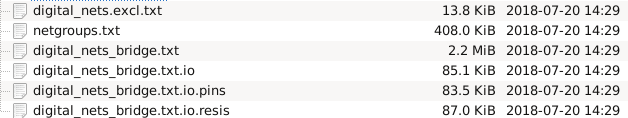 digital_nets.excl.txt 13.8 KiB 2018-07-20 14:29
netgroups.txt 408.0 KiB 2018-07-20 14:29
digital_nets_bridge.txt 2.2 MiB 2018-07-20 14:29
digital_nets_bridge.txt.io 85.1 KiB 2018-07-20 14:29
digital_nets_bridge.txt.io.pins 83.5 KiB 2018-07-20 14:29
digital_nets_bridge.txt.io.resis 87.0 KiB 2018-07-20 14:29